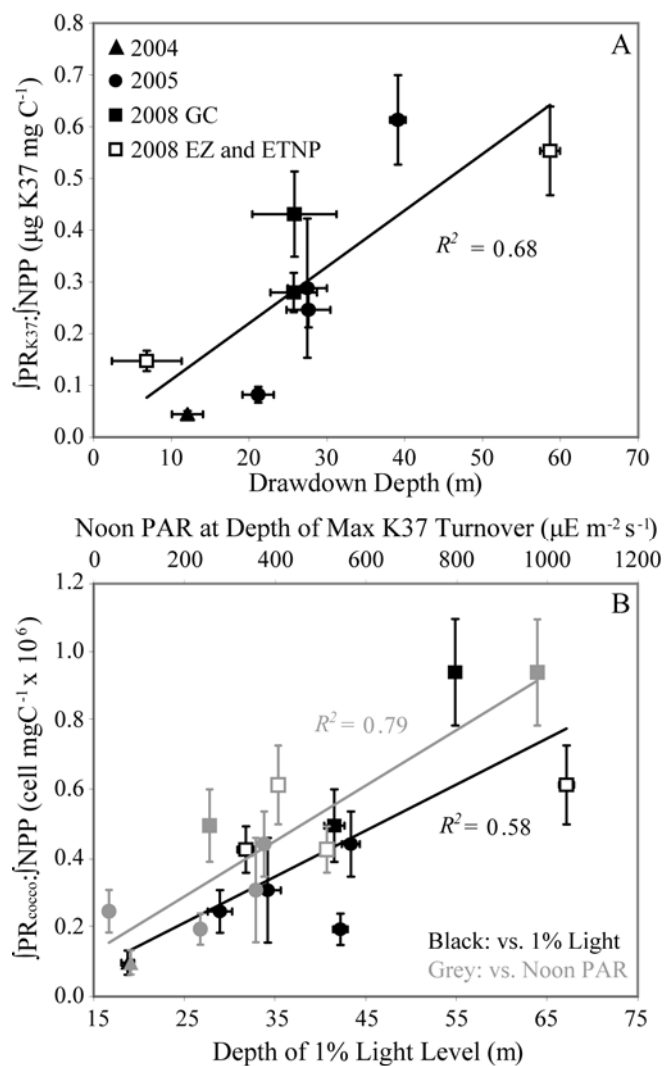 A
▲ 2004
● 2005
■ 2008 GC
□ 2008 EZ and ETNP
∫PR_K37:∫NPP (µg K37 mg C⁻¹)
0.8
0.7
0.6
0.5
0.4
0.3
0.2
0.1
0.0
R² = 0.68
0 10 20 30 40 50 60 70
Drawdown Depth (m)
Noon PAR at Depth of Max K37 Turnover (µE m⁻² s⁻¹)
0 200 400 600 800 1000 1200
B
∫PR_cocco:∫NPP (cell mgC⁻¹ x 10⁶)
1.2
1.0
0.8
0.6
0.4
0.2
0.0
R² = 0.79
R² = 0.58
Black: vs. 1% Light
Grey: vs. Noon PAR
15 25 35 45 55 65 75
Depth of 1% Light Level (m)